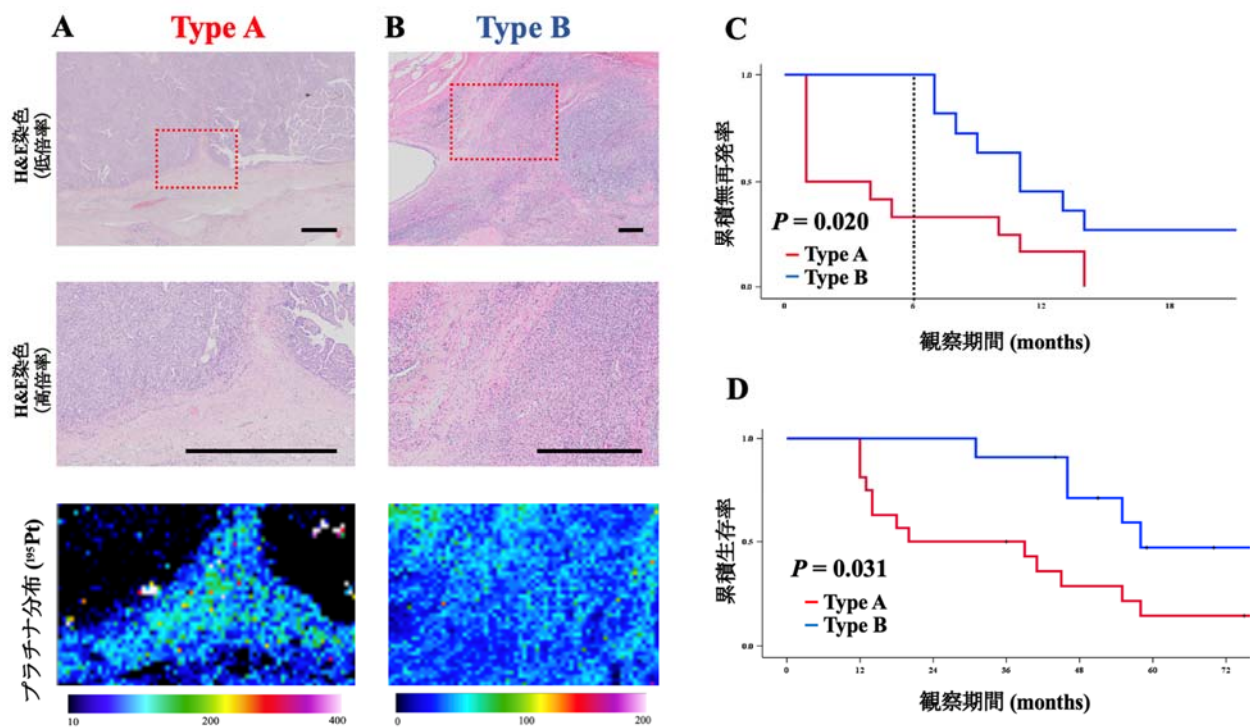 A
Type A
B
Type B
H&E染色
(低倍率)
H&E染色
(高倍率)
プラチナ分布 (¹⁹⁵Pt)
10
200
400
0
100
200
C
累積無再発率
1.0
0.5
0.0
P = 0.020
Type A
Type B
0
6
12
18
観察期間 (months)
D
累積生存率
1.0
0.5
0.0
P = 0.031
Type A
Type B
0
12
24
36
48
60
72
観察期間 (months)